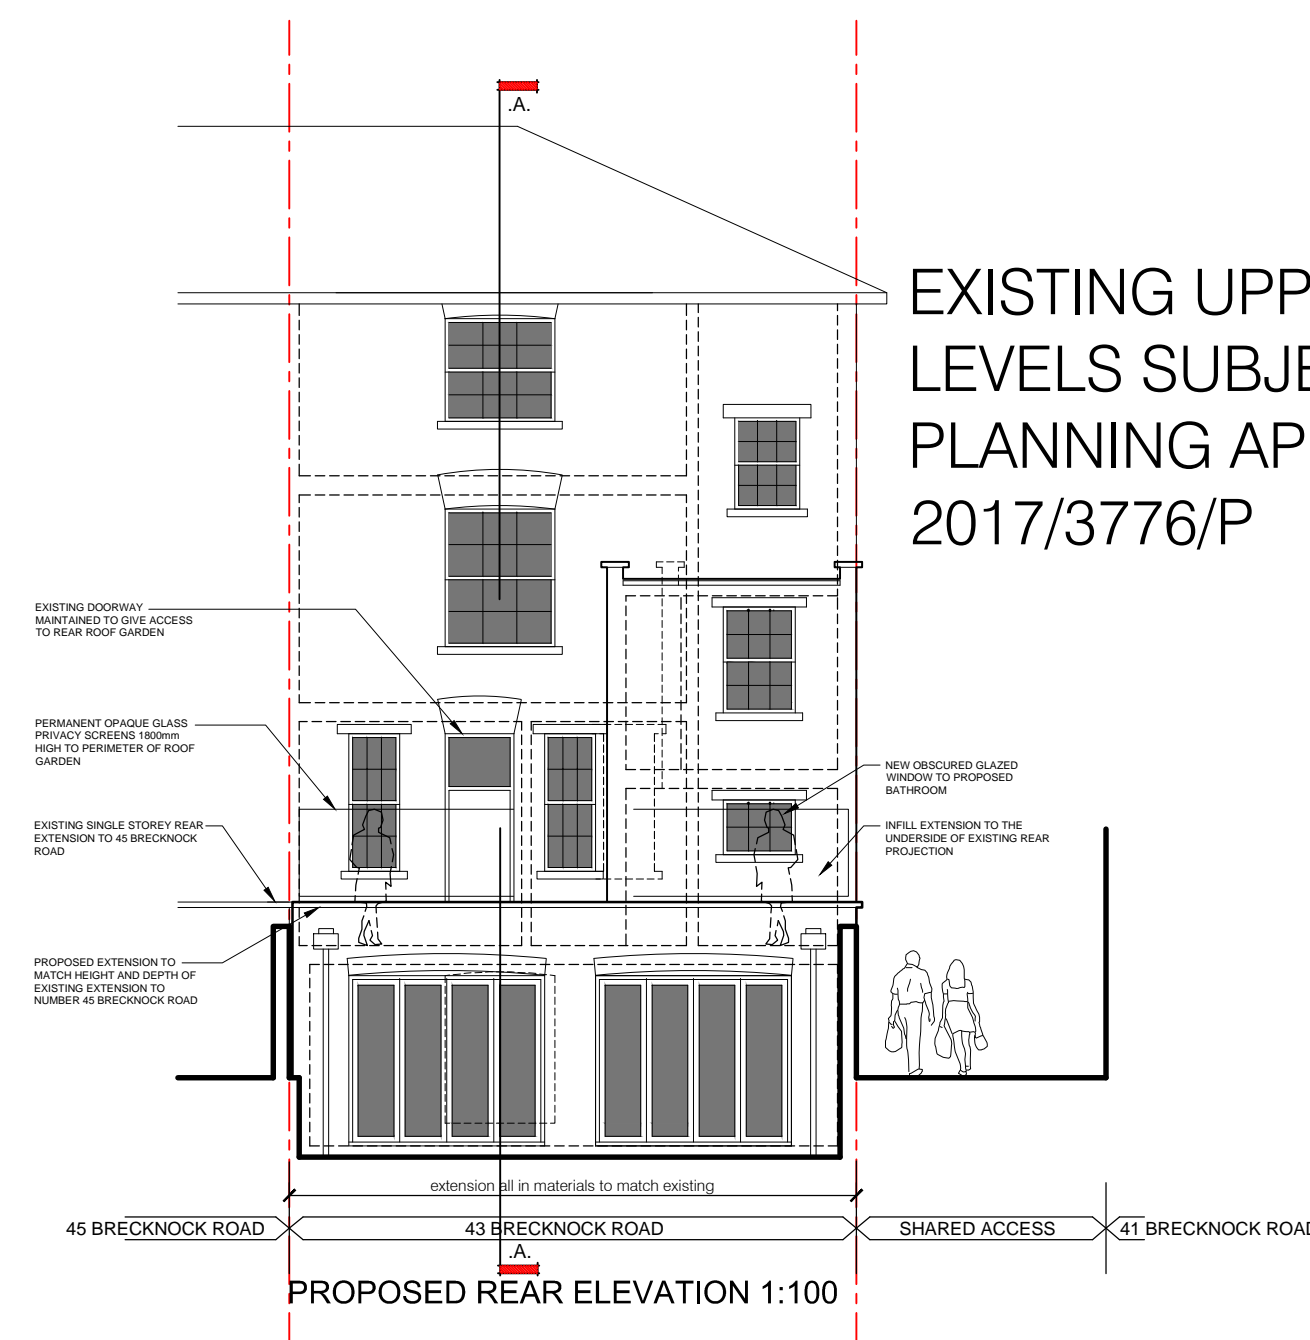 .A.
EXISTING UPP
LEVELS SUBJE
PLANNING AP
2017/3776/P
EXISTING DOORWAY
MAINTAINED TO GIVE ACCESS
TO REAR ROOF GARDEN
PERMANENT OPAQUE GLASS
PRIVACY SCREENS 1800mm
HIGH TO PERIMETER OF ROOF
GARDEN
EXISTING SINGLE STOREY REAR
EXTENSION TO 45 BRECKNOCK
ROAD
PROPOSED EXTENSION TO
MATCH HEIGHT AND DEPTH OF
EXISTING EXTENSION TO
NUMBER 45 BRECKNOCK ROAD
NEW OBSCURED GLAZED
WINDOW TO PROPOSED
BATHROOM
INFILL EXTENSION TO THE
UNDERSIDE OF EXISTING REAR
PROJECTION
extension all in materials to match existing
45 BRECKNOCK ROAD
43 BRECKNOCK ROAD
SHARED ACCESS
41 BRECKNOCK ROAD
.A.
PROPOSED REAR ELEVATION 1:100